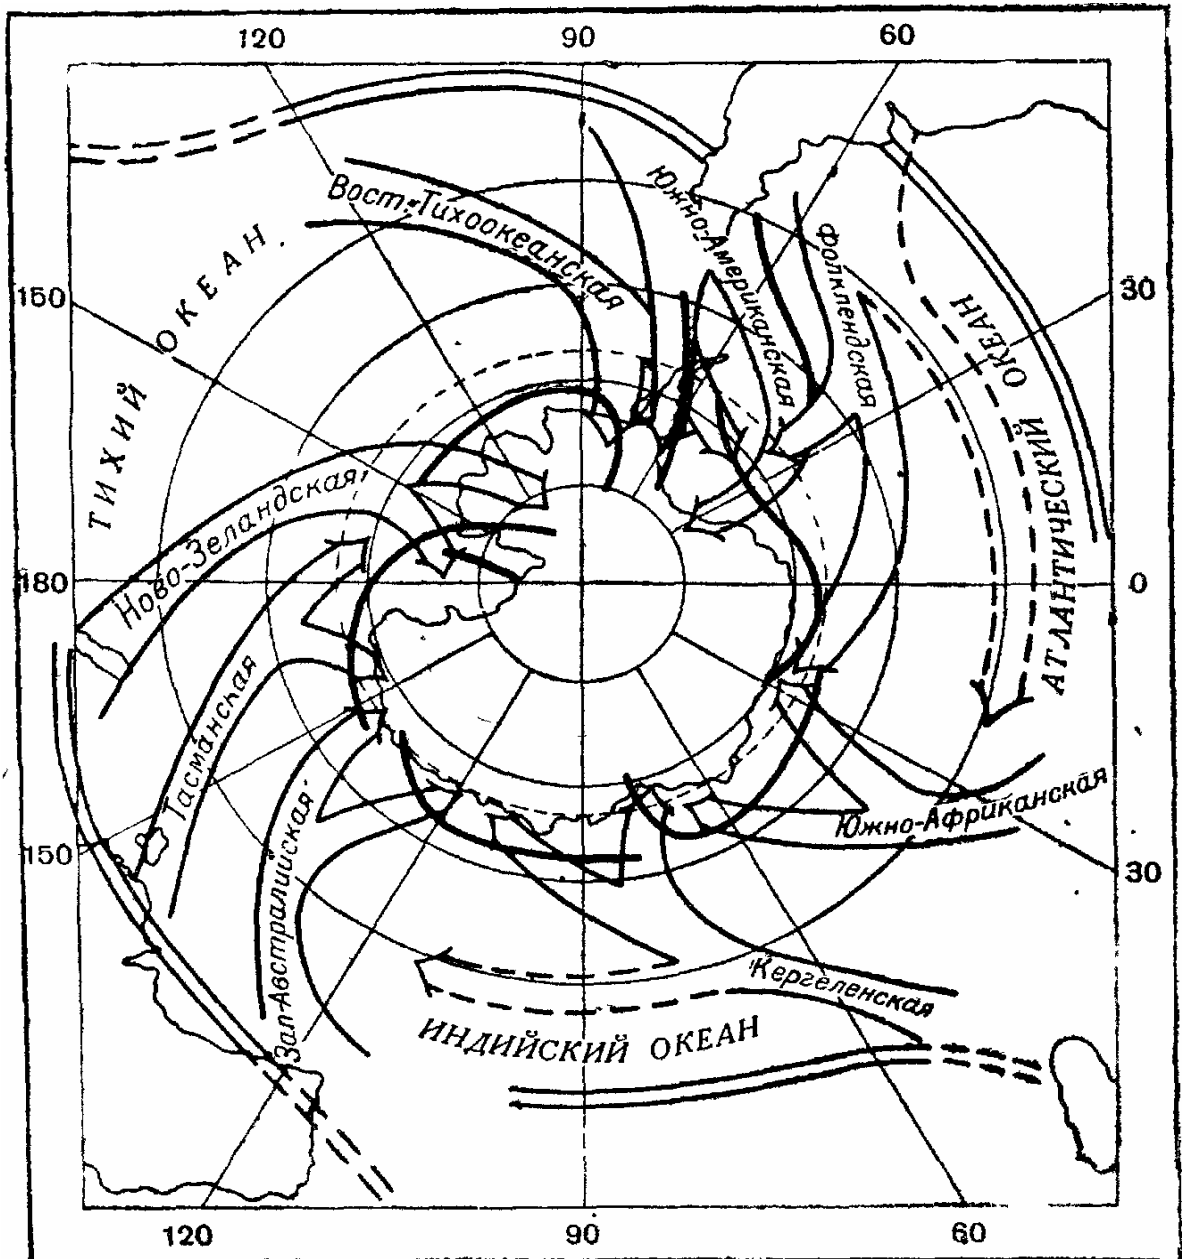 120 90 60
Вост.-Тихоокеанская
Южно-Американская
Фолклендская
ТИХИЙ ОКЕАН
АТЛАНТИЧЕСКИЙ ОКЕАН
150
30
Ново-Зеландская
180
0
Тасманская
Зап-Австралийская
Южно-Африканская
150
30
Кергеленская
ИНДИЙСКИЙ ОКЕАН
120 90 60